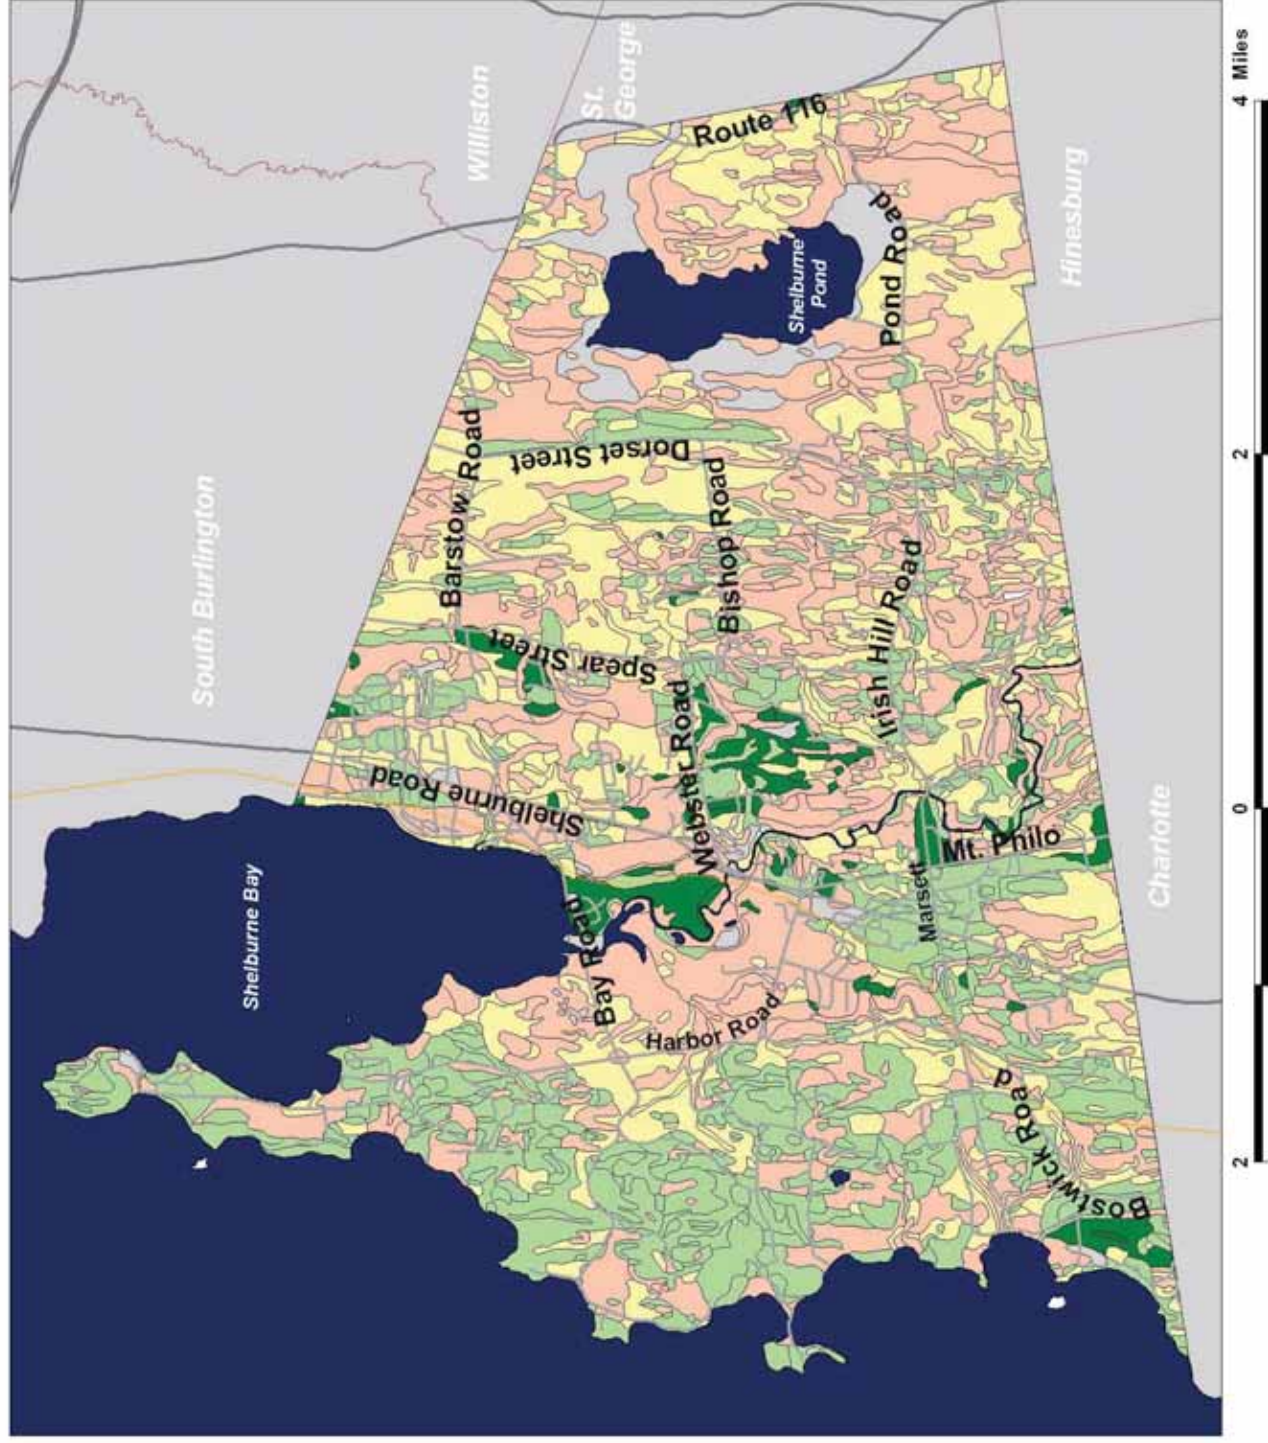 South Burlington
Williston
St.
George
Hinesburg
Charlotte
Shelburne Bay
Shelburne
Pond
Barstow Road
Dorset Street
Spear Street
Shelburne Road
Bishop Road
Webster Road
Irish Hill Road
Pond Road
Route 116
Bay Road
Harbor Road
Marsett
Mt. Philo
Bostwick Road
2
0
2
4 Miles